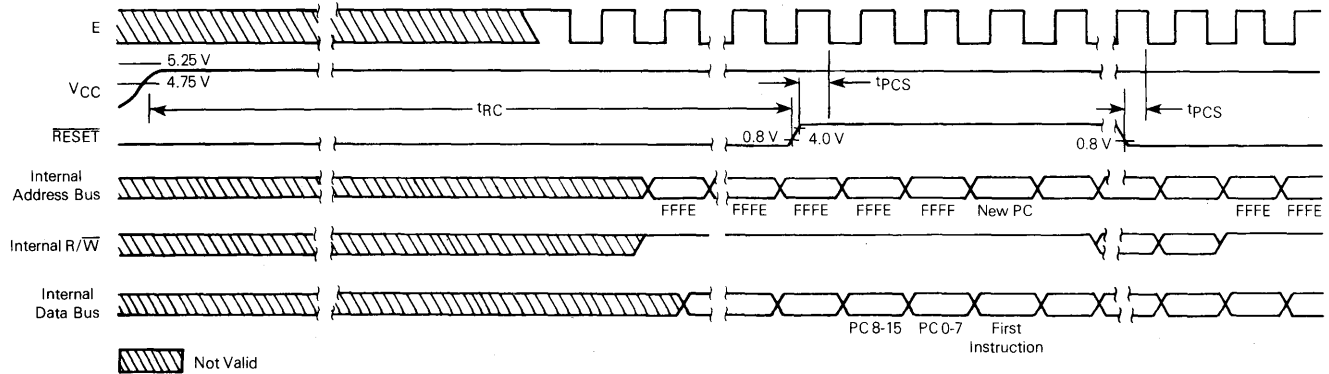 E
5.25 V
VCC
4.75 V
tPCS
tRC
tPCS
RESET
0.8 V
4.0 V
0.8 V
Internal
Address Bus
FFFE FFFE FFFE FFFE FFFF New PC FFFE FFFE
Internal R/W
Internal
Data Bus
PC 8-15 PC 0-7 First
Instruction
Not Valid